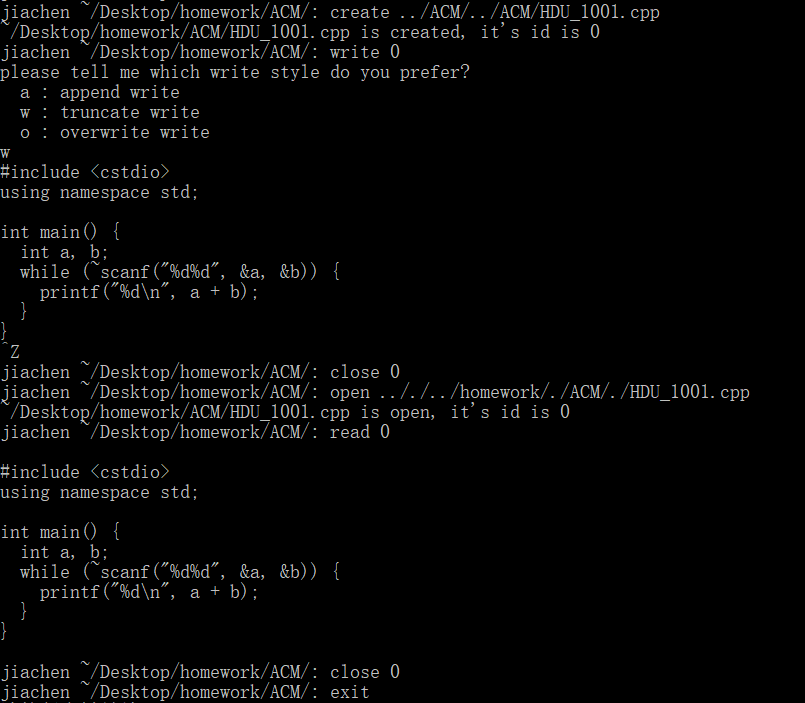 jiachen ~/Desktop/homework/ACM/: create ../ACM/../ACM/HDU_1001.cpp
~/Desktop/homework/ACM/HDU_1001.cpp is created, it's id is 0
jiachen ~/Desktop/homework/ACM/: write 0
please tell me which write style do you prefer?
  a : append write
  w : truncate write
  o : overwrite write
w
#include <cstdio>
using namespace std;

int main() {
  int a, b;
  while (~scanf("%d%d", &a, &b)) {
    printf("%d\n", a + b);
  }
}
^Z
jiachen ~/Desktop/homework/ACM/: close 0
jiachen ~/Desktop/homework/ACM/: open .././../homework/./ACM/./HDU_1001.cpp
~/Desktop/homework/ACM/HDU_1001.cpp is open, it's id is 0
jiachen ~/Desktop/homework/ACM/: read 0

#include <cstdio>
using namespace std;

int main() {
  int a, b;
  while (~scanf("%d%d", &a, &b)) {
    printf("%d\n", a + b);
  }
}

jiachen ~/Desktop/homework/ACM/: close 0
jiachen ~/Desktop/homework/ACM/: exit